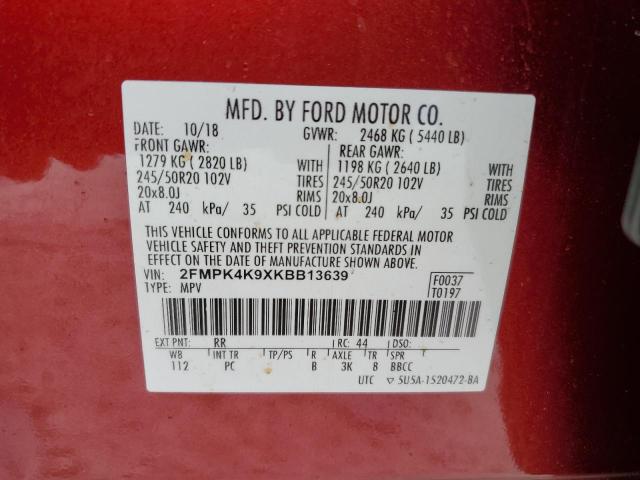 MFD. BY FORD MOTOR CO.
DATE: 10/18 GVWR: 2468 KG (5440 LB)
FRONT GAWR: REAR GAWR:
1279 KG (2820 LB) WITH 1198 KG (2640 LB) WITH
245/50R20 102V TIRES 245/50R20 102V TIRES
20x8.0J RIMS 20x8.0J RIMS
AT 240 kPa/ 35 PSI COLD AT 240 kPa/ 35 PSI COLD
THIS VEHICLE CONFORMS TO ALL APPLICABLE FEDERAL MOTOR
VEHICLE SAFETY AND THEFT PREVENTION STANDARDS IN
EFFECT ON THE DATE OF MANUFACTURE SHOWN ABOVE.
VIN: 2FMPK4K9XKBB13639 F0037
TYPE: MPV T0197
EXT PNT: RR RC: 44 DSO:
WB INT TR TP/PS R AXLE TR SPR
112 PC B 3K 8 BBCC
UTC ▽ 5U5A-1520472-BA